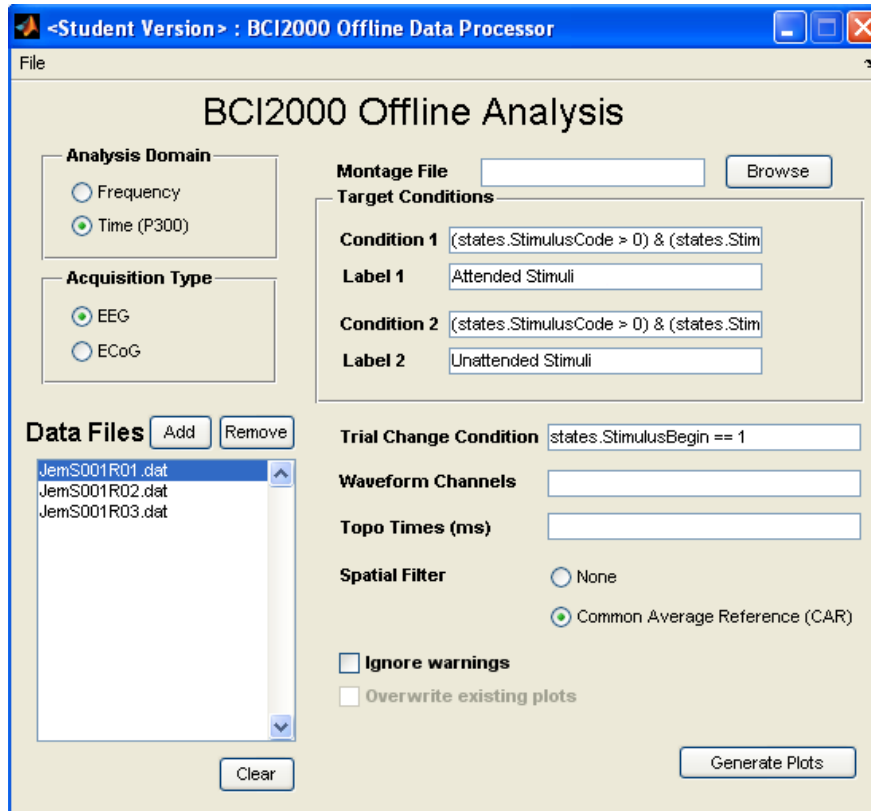 <Student Version> : BCI2000 Offline Data Processor
File
BCI2000 Offline Analysis
Analysis Domain
Frequency
Time (P300)
Acquisition Type
EEG
ECoG
Montage File
Browse
Target Conditions
Condition 1 (states.StimulusCode > 0) & (states.Stim
Label 1 Attended Stimuli
Condition 2 (states.StimulusCode > 0) & (states.Stim
Label 2 Unattended Stimuli
Data Files Add Remove
JemS001R01.dat
JemS001R02.dat
JemS001R03.dat
Clear
Trial Change Condition states.StimulusBegin == 1
Waveform Channels
Topo Times (ms)
Spatial Filter
None
Common Average Reference (CAR)
Ignore warnings
Overwrite existing plots
Generate Plots